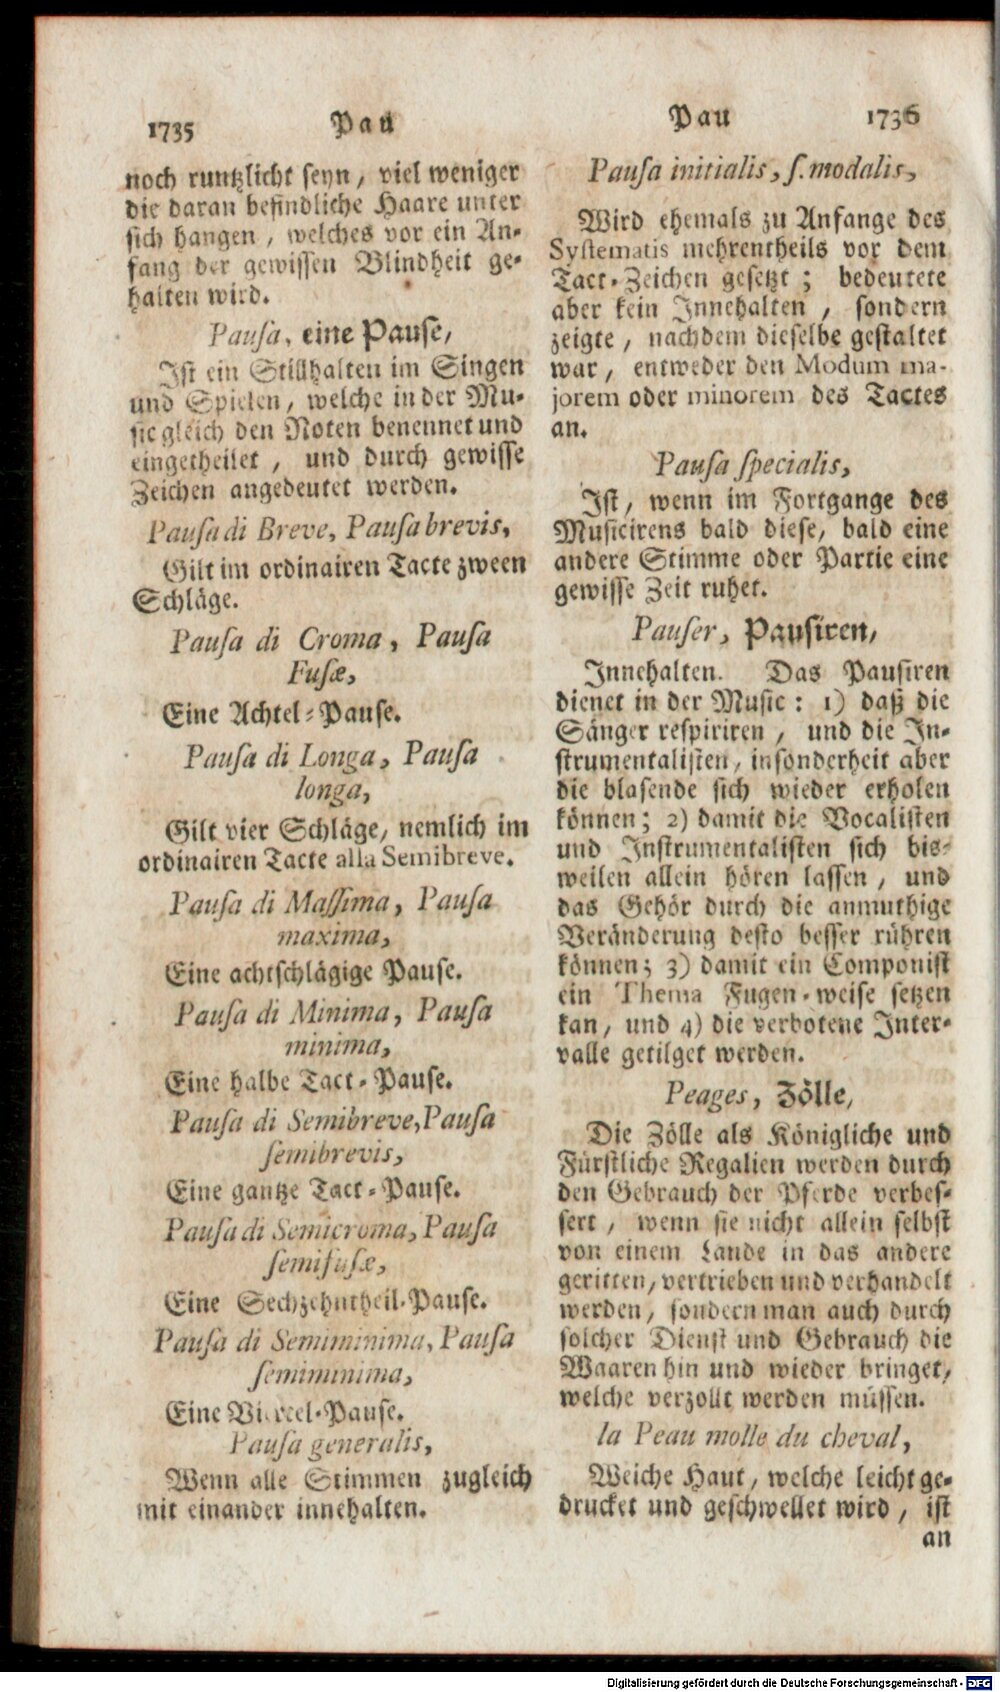 1735 Pau
noch runtzlicht seyn, viel weniger
die daran befindliche Haare unter
sich hangen, welches vor ein An-
fang der gewissen Blindheit ge-
halten wird.
Pausa, eine Pause,
Ist ein Stillhalten im Singen
und Spielen, welche in der Mu-
sic gleich den Noten benennet und
eingetheilet, und durch gewisse
Zeichen angedeutet werden.
Pausa di Breve, Pausa brevis,
Gilt im ordinairen Tacte zween
Schläge.
Pausa di Croma, Pausa
Fusæ,
Eine Achtel-Pause.
Pausa di Longa, Pausa
longa,
Gilt vier Schläge, nemlich im
ordinairen Tacte alla Semibreve.
Pausa di Massima, Pausa
maxima,
Eine achtschlägige Pause.
Pausa di Minima, Pausa
minima,
Eine halbe Tact-Pause.
Pausa di Semibreve, Pausa
semibrevis,
Eine gantze Tact-Pause.
Pausa di Semicroma, Pausa
semifusæ,
Eine Sechzehntheil-Pause.
Pausa di Semiminima, Pausa
semiminima,
Eine Viertel-Pause.
Pausa generalis,
Wenn alle Stimmen zugleich
mit einander innehalten.
Pau 1736
Pausa initialis, s. modalis,
Wird ehemals zu Anfange des
Systematis mehrentheils vor dem
Tact-Zeichen gesetzt; bedeutete
aber kein Innehalten, sondern
zeigte, nachdem dieselbe gestaltet
war, entweder den Modum ma-
jorem oder minorem des Tactes
an.
Pausa specialis,
Ist, wenn im Fortgange des
Musicirens bald diese, bald eine
andere Stimme oder Partie eine
gewisse Zeit ruhet.
Pauser, Pausiren,
Innehalten. Das Pausiren
dienet in der Music: 1) daß die
Sänger respiriren, und die In-
strumentalisten, insonderheit aber
die blasende sich wieder erholen
können; 2) damit die Vocalisten
und Instrumentalisten sich bis-
weilen allein hören lassen, und
das Gehör durch die anmuthige
Veränderung desto besser rühren
können; 3) damit ein Componist
ein Thema Fugen-weise setzen
kan, und 4) die verbotene Inter-
valle getilget werden.
Peages, Zölle,
Die Zölle als Königliche und
Fürstliche Regalien werden durch
den Gebrauch der Pferde verbes-
sert, wenn sie nicht allein selbst
von einem Lande in das andere
geritten, vertrieben und verhandelt
werden, sondern man auch durch
solcher Dienst und Gebrauch die
Waaren hin und wieder bringet,
welche verzollt werden müssen.
la Peau molle du cheval,
Weiche Haut, welche leicht ge-
drucket und geschwellet wird, ist
an
Digitalisierung gefördert durch die Deutsche Forschungsgemeinschaft - DFG